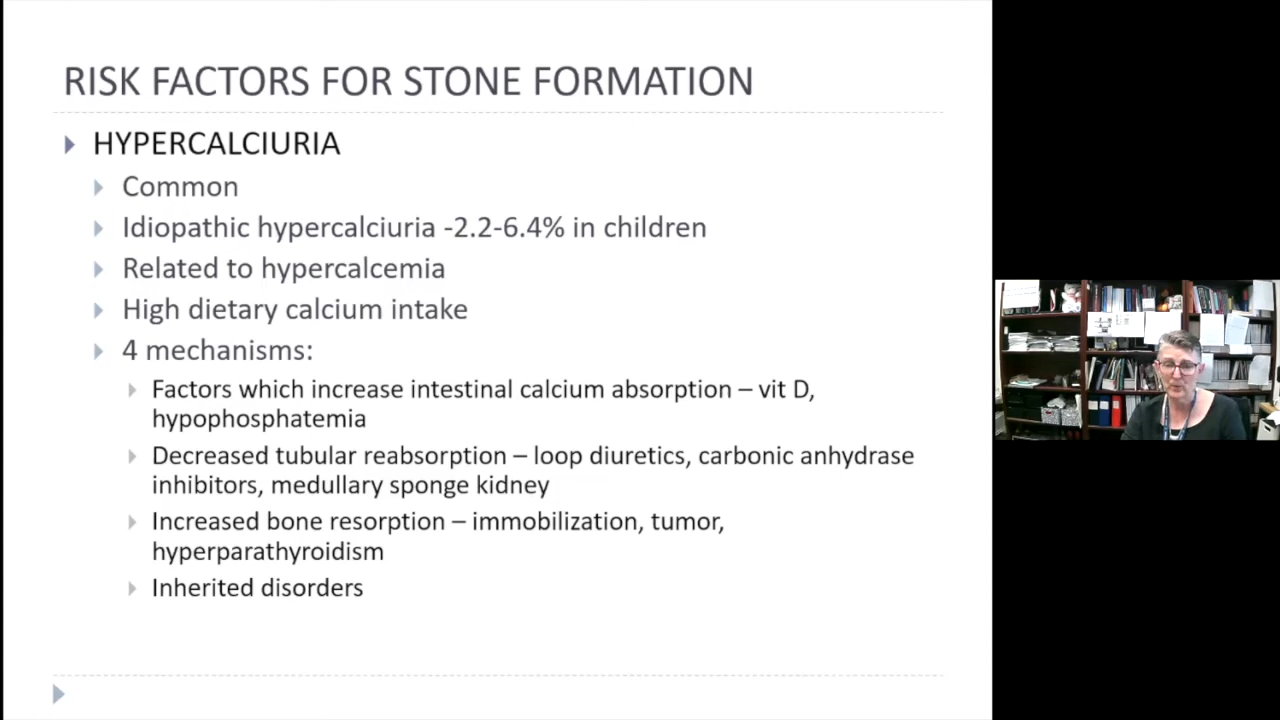 RISK FACTORS FOR STONE FORMATION
HYPERCALCIURIA
Common
Idiopathic hypercalciuria -2.2-6.4% in children
Related to hypercalcemia
High dietary calcium intake
4 mechanisms:
Factors which increase intestinal calcium absorption – vit D,
hypophosphatemia
Decreased tubular reabsorption – loop diuretics, carbonic anhydrase
inhibitors, medullary sponge kidney
Increased bone resorption – immobilization, tumor,
hyperparathyroidism
Inherited disorders